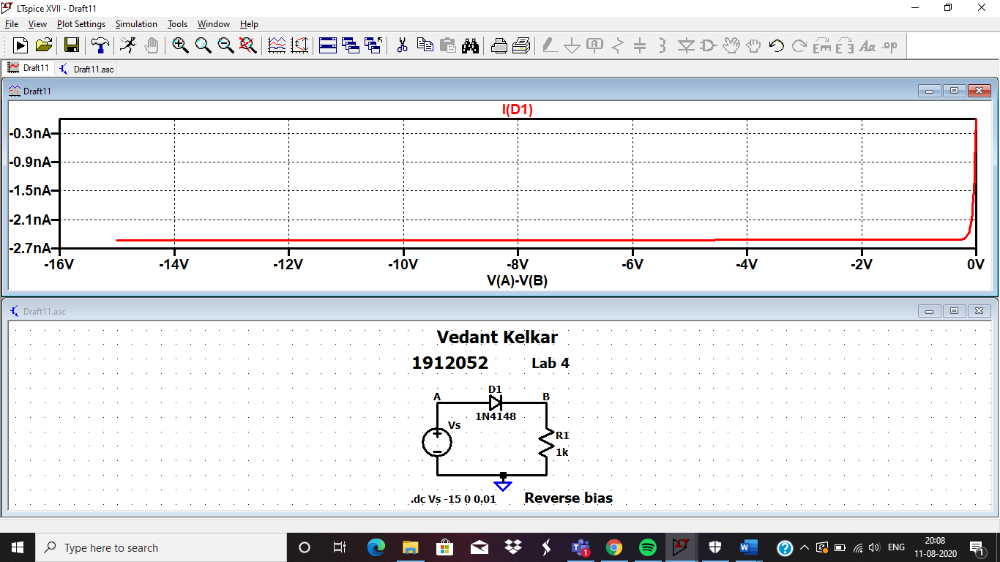 LTspice XVII - Draft11
File View Plot Settings Simulation Tools Window Help
Draft11 Draft11.asc
Draft11
I(D1)
-0.3nA
-0.9nA
-1.5nA
-2.1nA
-2.7nA
-16V -14V -12V -10V -8V -6V -4V -2V 0V
V(A)-V(B)
Draft11.asc
Vedant Kelkar
1912052 Lab 4
D1
A B
1N4148
Vs
R1
1k
.dc Vs -15 0 0.01 Reverse bias
Type here to search
ENG
20:08
11-08-2020